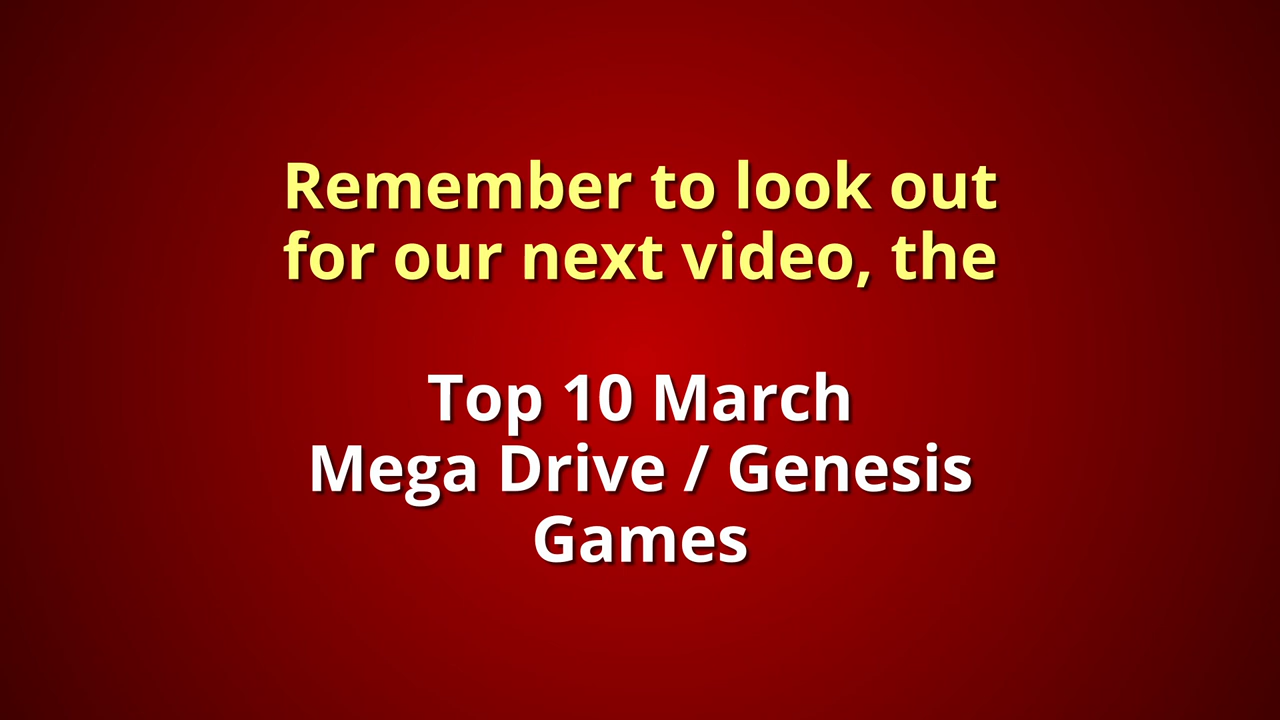 Remember to look out
for our next video, the
Top 10 March
Mega Drive / Genesis
Games